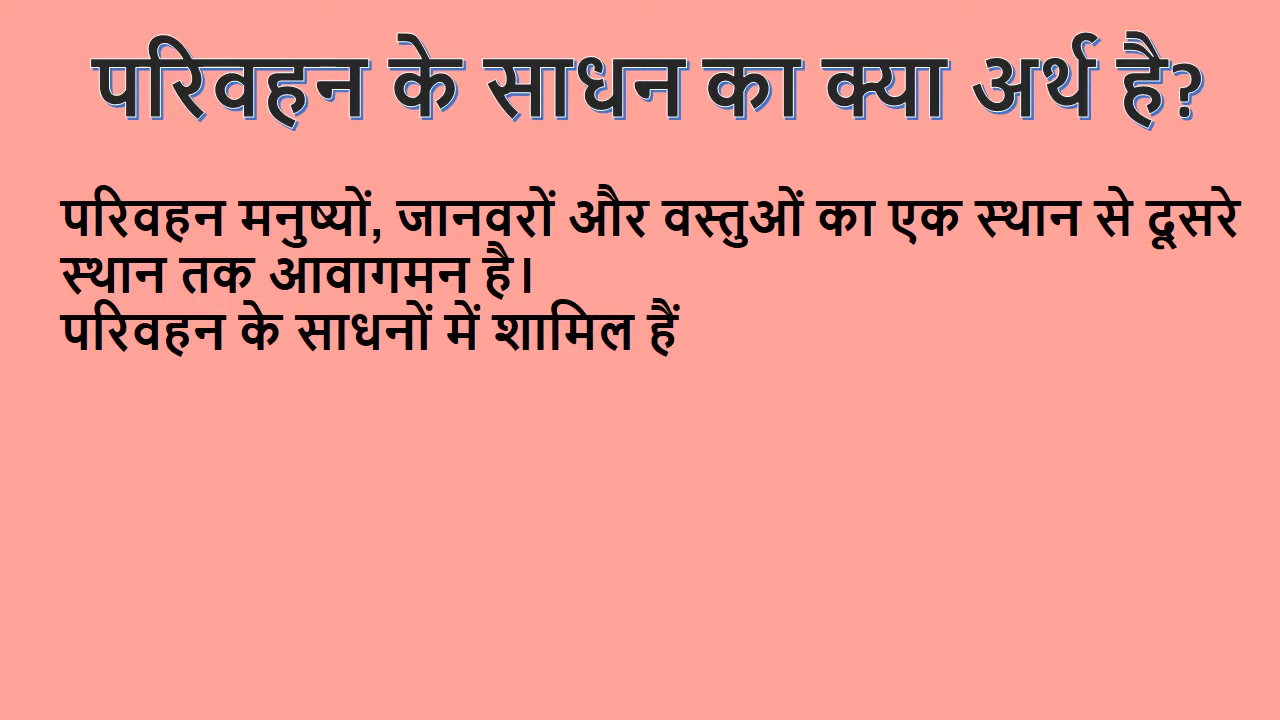 परिवहन के साधन का क्या अर्थ है?
परिवहन मनुष्यों, जानवरों और वस्तुओं का एक स्थान से दूसरे
स्थान तक आवागमन है।
परिवहन के साधनों में शामिल हैं